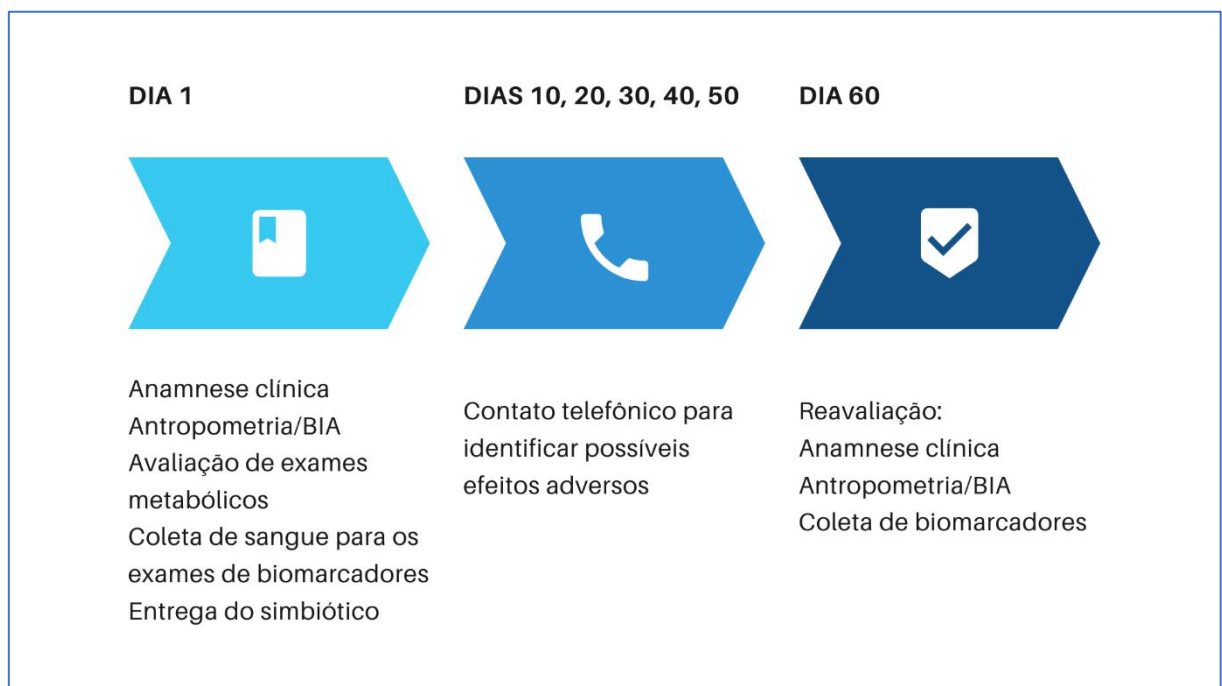 DIA 1
Anamnese clínica
Antropometria/BIA
Avaliação de exames
metabólicos
Coleta de sangue para os
exames de biomarcadores
Entrega do simbiótico
DIAS 10, 20, 30, 40, 50
Contato telefônico para
identificar possíveis
efeitos adversos
DIA 60
Reavaliação:
Anamnese clínica
Antropometria/BIA
Coleta de biomarcadores